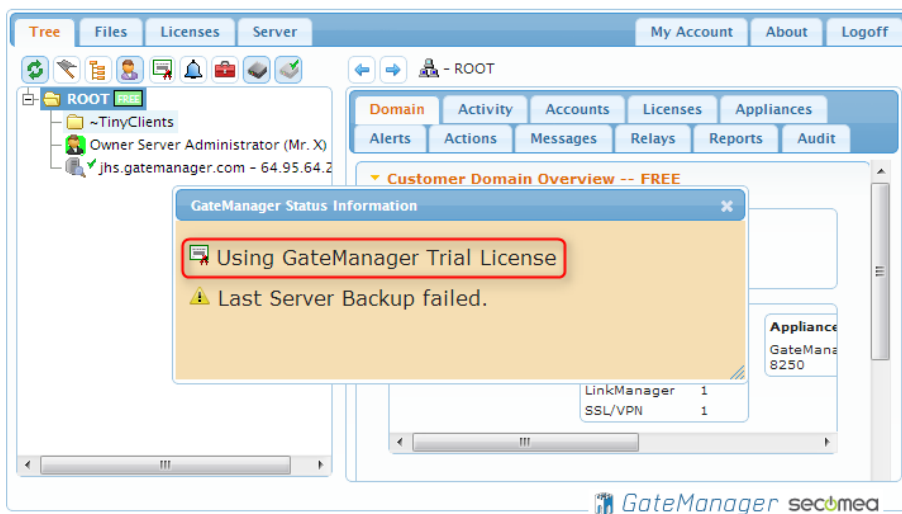 Tree Files Licenses Server My Account About Logoff
- ROOT
ROOT FREE
~TinyClients
Owner Server Administrator (Mr. X)
jhs.gatemanager.com - 64.95.64.2
Domain Activity Accounts Licenses Appliances
Alerts Actions Messages Relays Reports Audit
Customer Domain Overview -- FREE
GateManager Status Information
Using GateManager Trial License
Last Server Backup failed.
Appliance
GateMana
8250
LinkManager 1
SSL/VPN 1
GateManager secomea